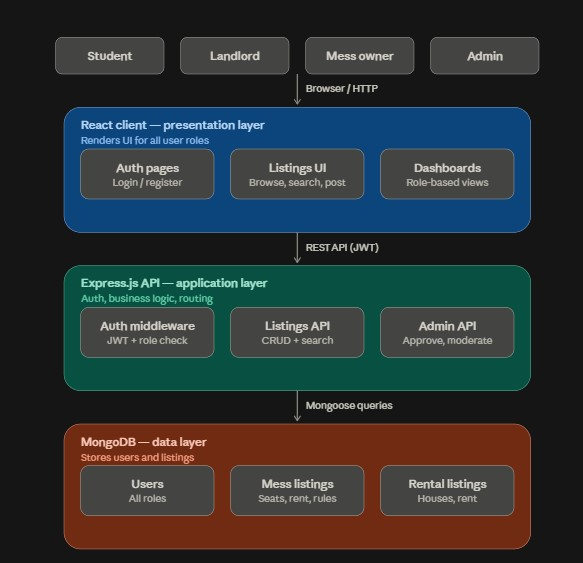 Student
Landlord
Mess owner
Admin
Browser / HTTP
React client — presentation layer
Renders UI for all user roles
Auth pages
Login / register
Listings UI
Browse, search, post
Dashboards
Role-based views
REST API (JWT)
Express.js API — application layer
Auth, business logic, routing
Auth middleware
JWT + role check
Listings API
CRUD + search
Admin API
Approve, moderate
Mongoose queries
MongoDB — data layer
Stores users and listings
Users
All roles
Mess listings
Seats, rent, rules
Rental listings
Houses, rent